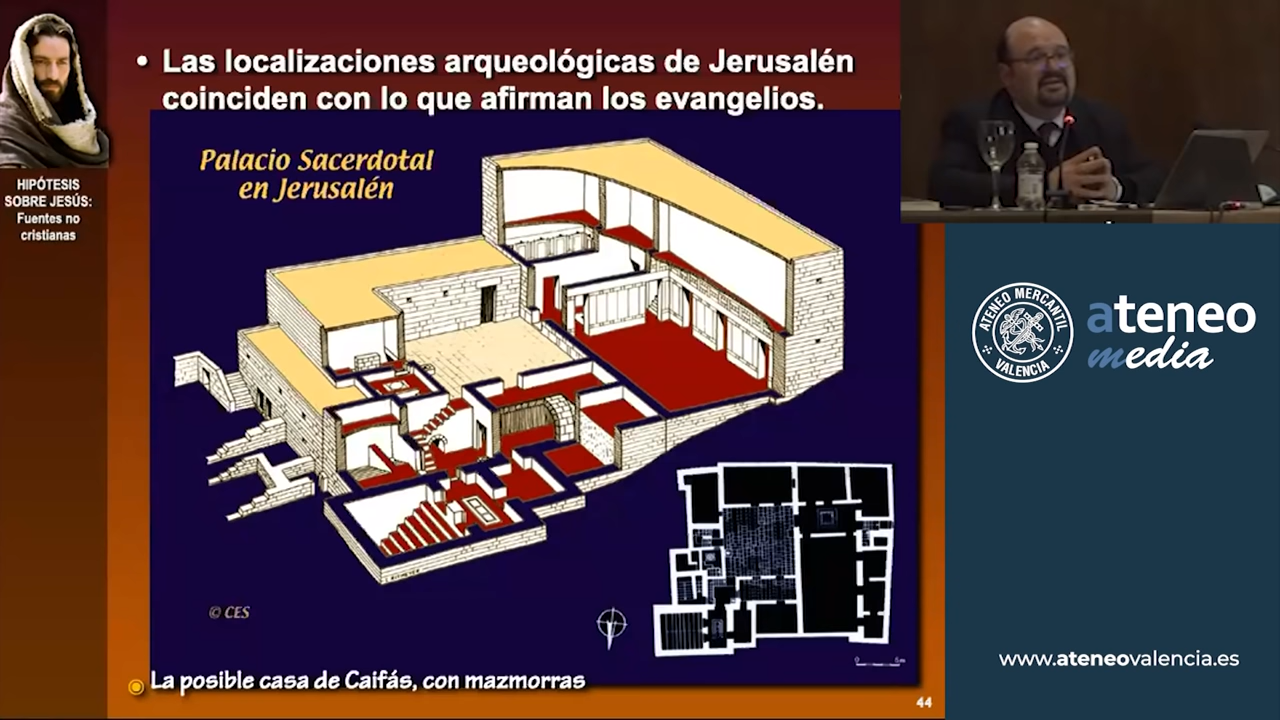 • Las localizaciones arqueológicas de Jerusalén
coinciden con lo que afirman los evangelios.
HIPÓTESIS
SOBRE JESÚS:
Fuentes no
cristianas
Palacio Sacerdotal
en Jerusalén
© CES
La posible casa de Caifás, con mazmorras
44
ATENEO MERCANTIL
VALENCIA
ateneo
media
www.ateneovalencia.es